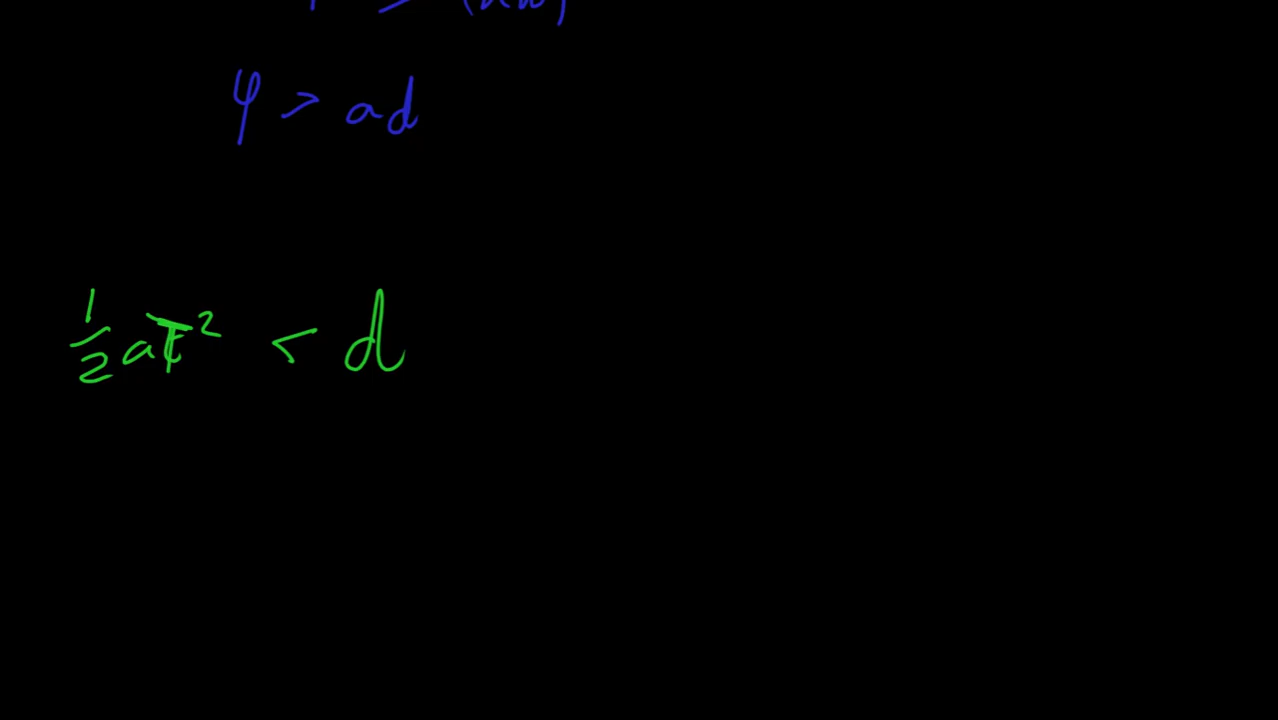 φ > ad
½at² < d